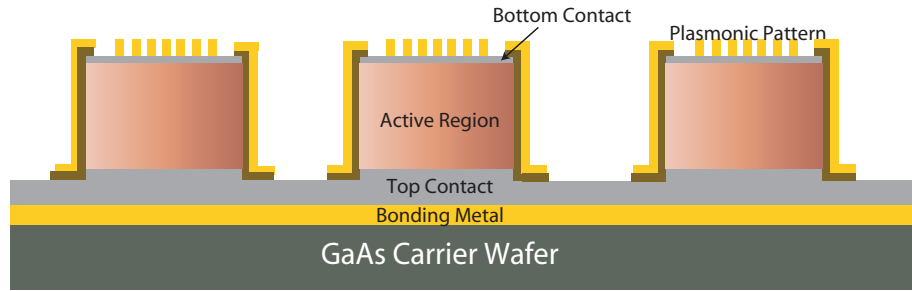 Bottom Contact
Plasmonic Pattern
Active Region
Top Contact
Bonding Metal
GaAs Carrier Wafer